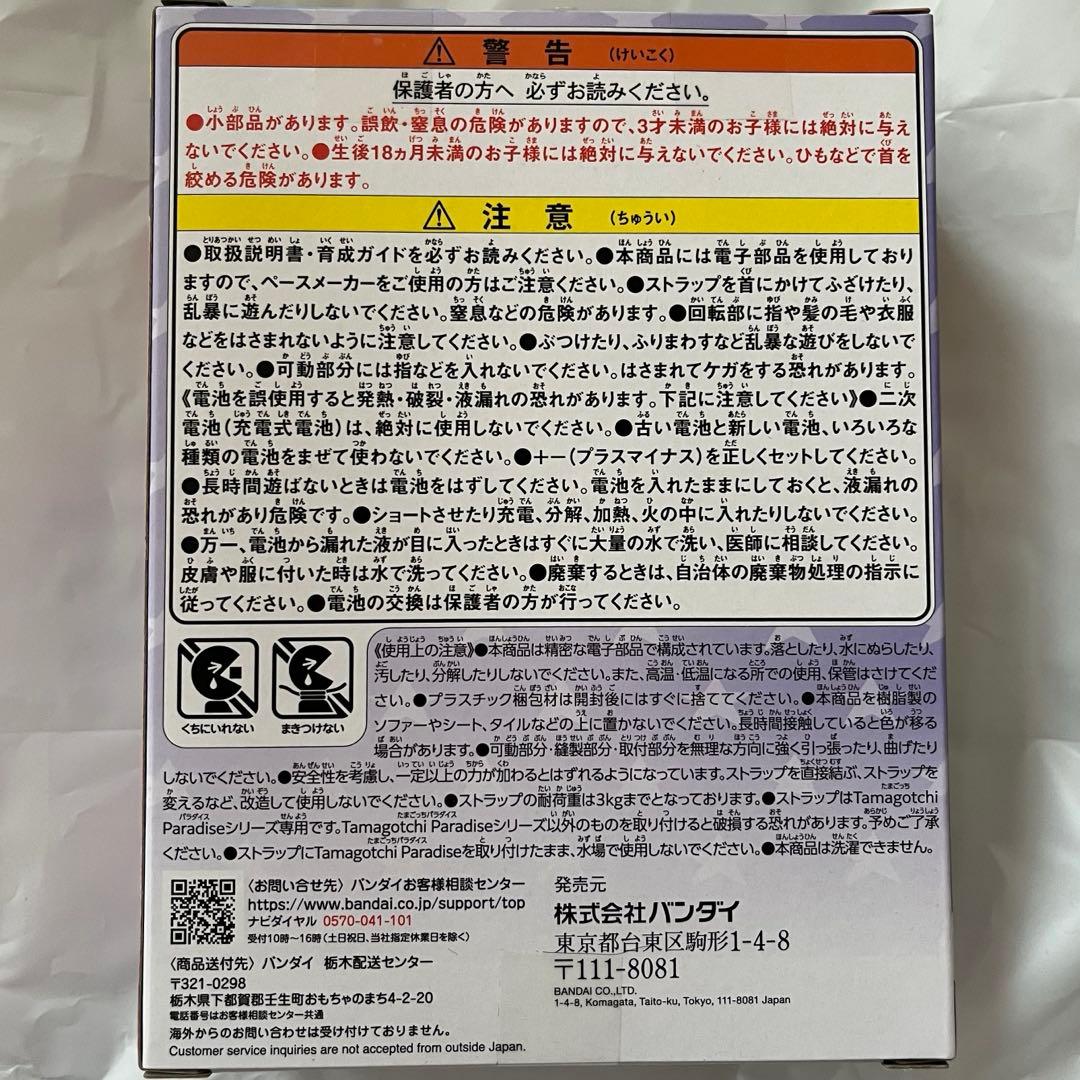 ⚠ 警告 (けいこく)
保護者の方へ 必ずお読みください。
●小部品があります。誤飲・窒息の危険がありますので、3才未満のお子様には絶対に与え
ないでください。●生後18ヵ月未満のお子様には絶対に与えないでください。ひもなどで首を
絞める危険があります。
⚠ 注意 (ちゅうい)
●取扱説明書・育成ガイドを必ずお読みください。●本商品には電子部品を使用しており
ますので、ペースメーカーをご使用の方はご注意ください。●ストラップを首にかけてふざけたり、
乱暴に遊んだりしないでください。窒息などの危険があります。●回転部に指や髪の毛や衣服
などをはさまれないように注意してください。●ぶつけたり、ふりまわすなど乱暴な遊びをしないで
ください。●可動部分には指などを入れないでください。はさまれてケガをする恐れがあります。
《電池を誤使用すると発熱・破裂・液漏れの恐れがあります。下記に注意してください》●二次
電池(充電式電池)は、絶対に使用しないでください。●古い電池と新しい電池、いろいろな
種類の電池をまぜて使わないでください。●+−(プラスマイナス)を正しくセットしてください。
●長時間遊ばないときは電池をはずしてください。電池を入れたままにしておくと、液漏れの
恐れがあり危険です。●ショートさせたり充電、分解、加熱、火の中に入れたりしないでください。
●万一、電池から漏れた液が目に入ったときはすぐに大量の水で洗い、医師に相談してください。
皮膚や服に付いた時は水で洗ってください。●廃棄するときは、自治体の廃棄物処理の指示に
従ってください。●電池の交換は保護者の方が行ってください。
くちにいれない
まきつけない
《使用上の注意》●本商品は精密な電子部品で構成されています。落としたり、水にぬらしたり、
汚したり、分解したりしないでください。また、高温・低温になる所での使用、保管はさけてくだ
さい。●プラスチック梱包材は開封後にはすぐに捨ててください。●本商品を樹脂製の
ソファーやシート、タイルなどの上に置かないでください。長時間接触していると色が移る
場合があります。●可動部分・縫製部分・取付部分を無理な方向に強く引っ張ったり、曲げたり
しないでください。●安全性を考慮し、一定以上の力が加わるとはずれるようになっています。ストラップを直接結ぶ、ストラップを
変えるなど、改造して使用しないでください。●ストラップの耐荷重は3kgまでとなっております。●ストラップはTamagotchi
Paradiseシリーズ専用です。Tamagotchi Paradiseシリーズ以外のものを取り付けると破損する恐れがあります。予めご了承
ください。●ストラップにTamagotchi Paradiseを取り付けたまま、水場で使用しないでください。●本商品は洗濯できません。
〈お問い合せ先〉バンダイお客様相談センター
https://www.bandai.co.jp/support/top
ナビダイヤル 0570-041-101
受付10時〜16時(土日祝日、当社指定休業日を除く)
〈商品送付先〉バンダイ 栃木配送センター
〒321-0298
栃木県下都賀郡壬生町おもちゃのまち4-2-20
電話番号はお客様相談センター共通
海外からのお問い合わせは受け付けておりません。
Customer service inquiries are not accepted from outside Japan.
発売元
株式会社バンダイ
東京都台東区駒形1-4-8
〒111-8081
BANDAI CO.,LTD.
1-4-8, Komagata, Taito-ku, Tokyo, 111-8081 Japan